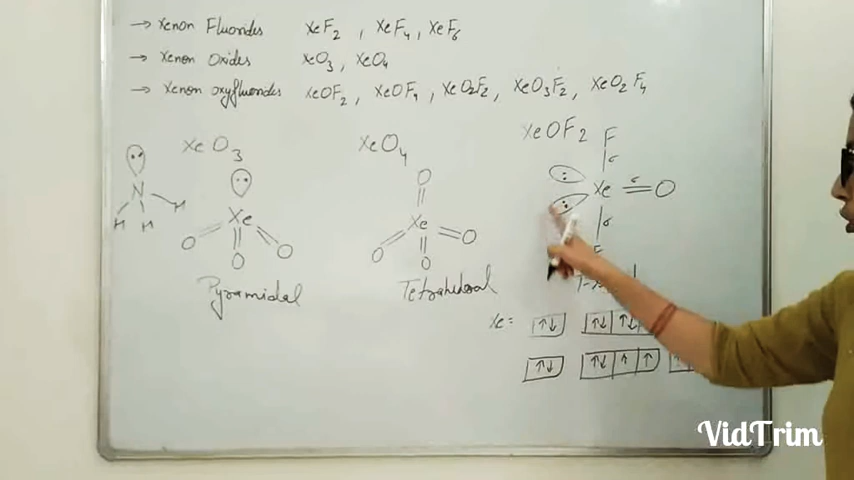 → Xenon Fluorides XeF2 , XeF4, XeF6
→ Xenon Oxides XeO3, XeO4
→ Xenon oxyfluorides XeOF2, XeOF4, XeO2F2, XeO3F2, XeO2F4
XeO3 XeO4 XeOF2
N
H H H
Xe
O O O
Pyramidal
O
Xe
O O O
Tetrahedral
F
Xe = O
F
Xe= ↑↓ ↑↓ ↑↓
↑↓ ↑↓ ↑ ↑ ↑
VidTrim